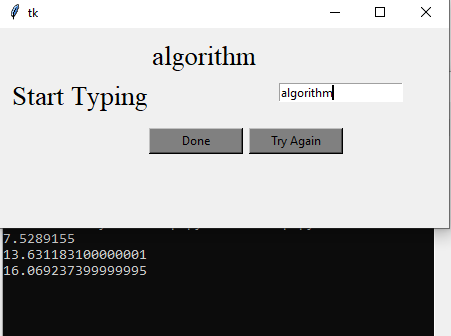 tk
algorithm
Start Typing
algorithm
Done
Try Again
7.5289155
13.631183100000001
16.069237399999995